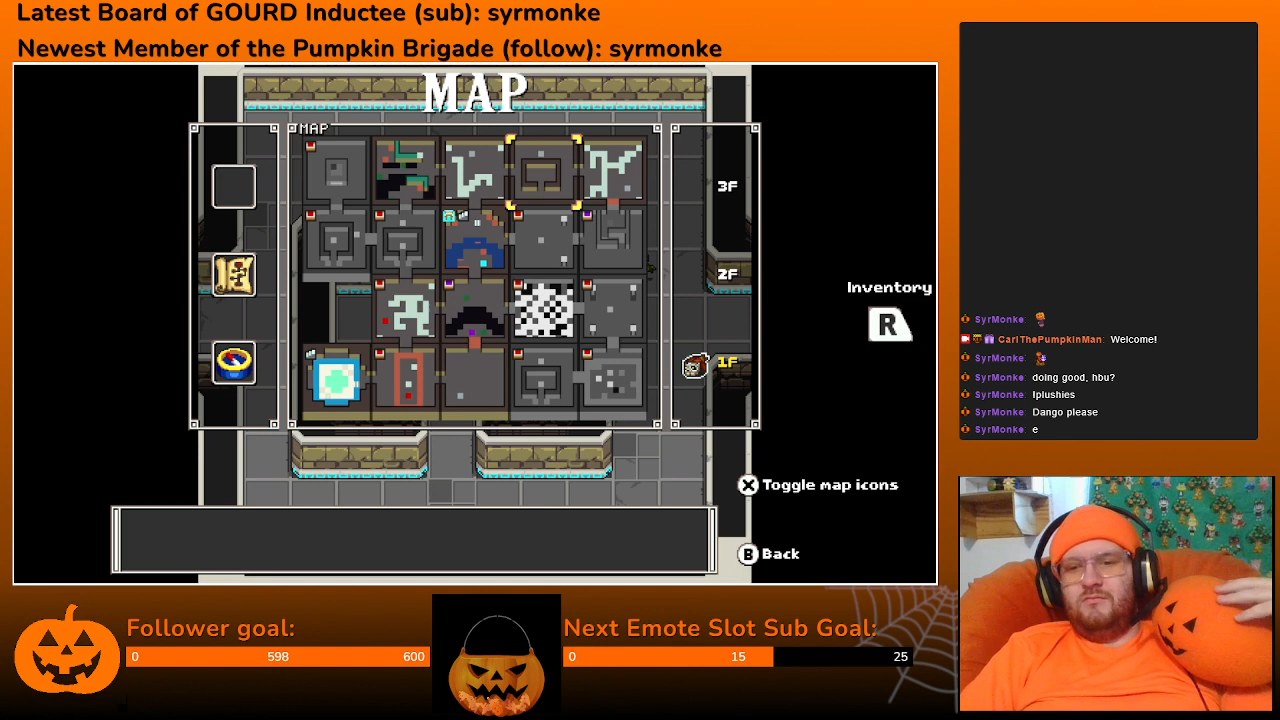 Latest Board of GOURD Inductee (sub): syrmonke
Newest Member of the Pumpkin Brigade (follow): syrmonke
MAP
MAP
3F
2F
1F
Inventory
R
X Toggle map icons
B Back
SyrMonke
CarlThePumpkinMan: Welcome!
SyrMonke
SyrMonke doing good, hbu?
SyrMonke !plushies
SyrMonke Dango please
SyrMonke e
Follower goal:
0 598 600
Next Emote Slot Sub Goal:
0 15 25